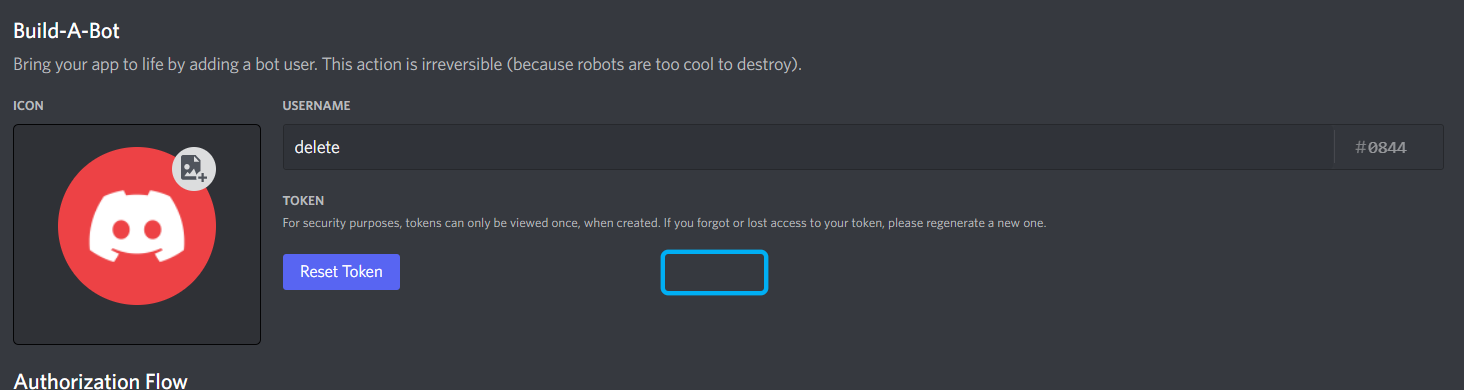 Build-A-Bot
Bring your app to life by adding a bot user. This action is irreversible (because robots are too cool to destroy).
ICON
USERNAME
delete
#0844
TOKEN
For security purposes, tokens can only be viewed once, when created. If you forgot or lost access to your token, please regenerate a new one.
Reset Token
Authorization Flow